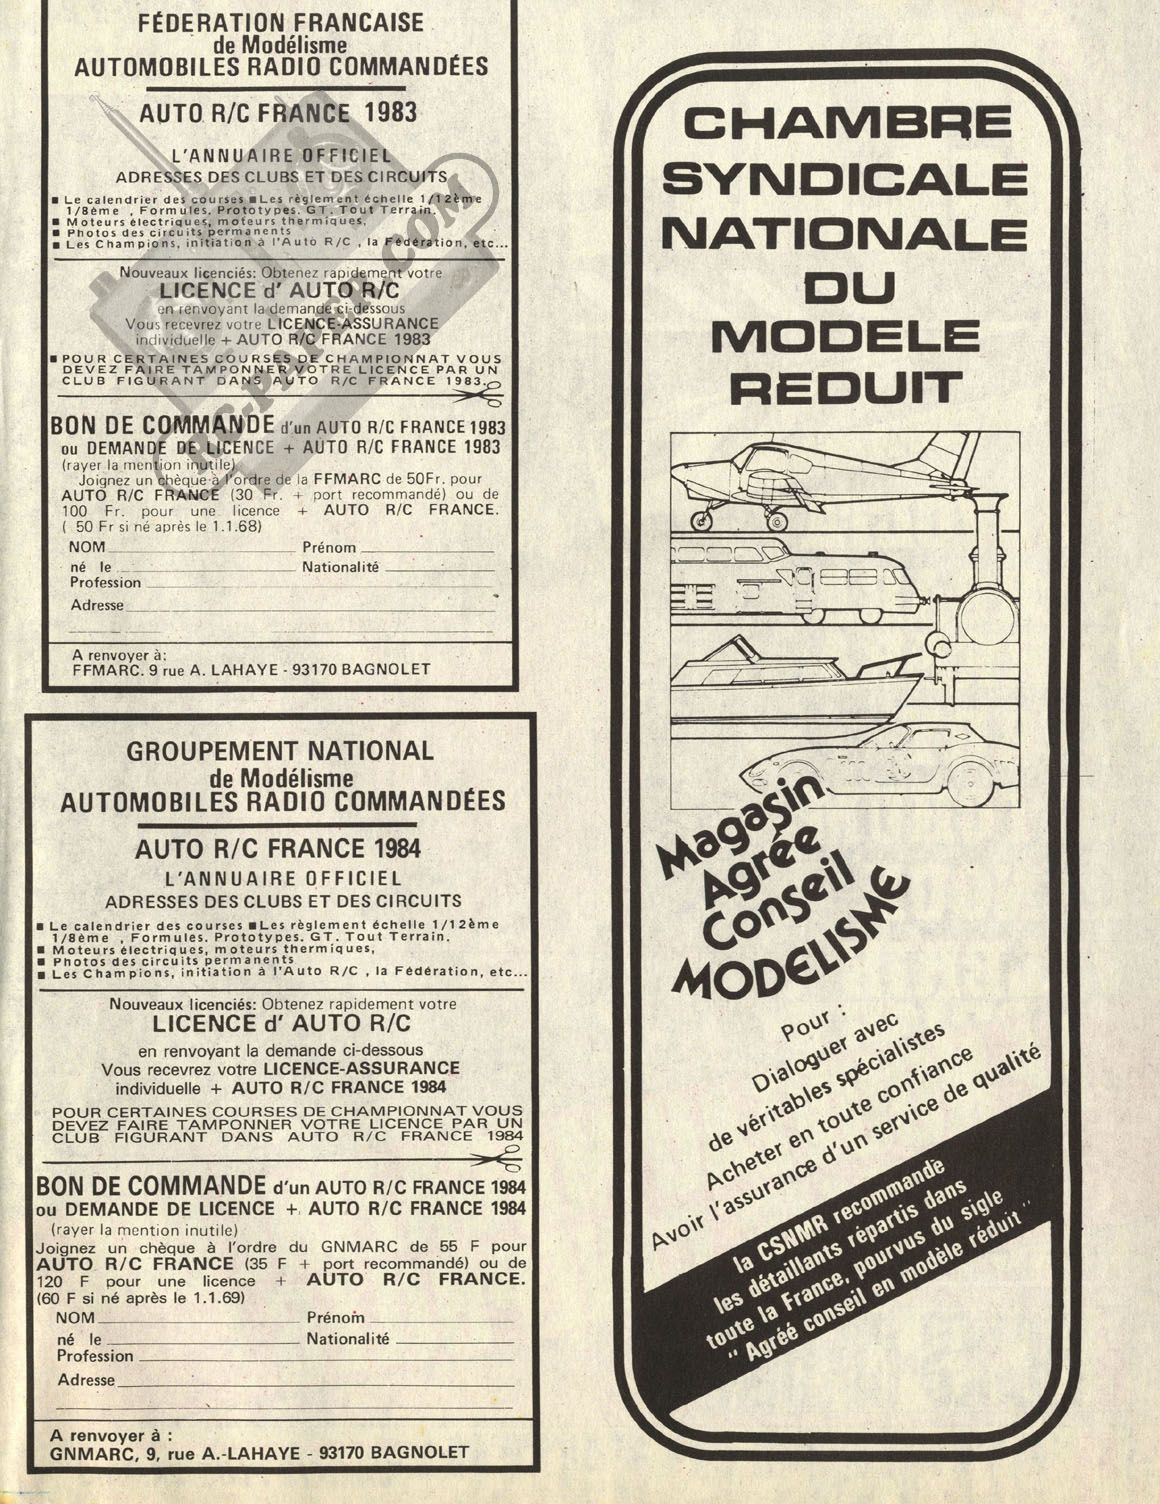 FÉDERATION FRANCAISE
de Modélisme
AUTOMOBILES RADIO COMMANDÉES
AUTO R/C FRANCE 1983
L'ANNUAIRE OFFICIEL
ADRESSES DES CLUBS ET DES CIRCUITS
■ Le calendrier des courses ■ Les règlement échelle 1/12ème
1/8ème , Formules. Prototypes. GT. Tout Terrain.
■ Moteurs électriques, moteurs thermiques,
■ Photos des circuits permanents
■ Les Champions, initiation à l'Auto R/C , la Fédération, etc...
Nouveaux licenciés: Obtenez rapidement votre
LICENCE d' AUTO R/C
en renvoyant la demande ci-dessous
Vous recevrez votre LICENCE-ASSURANCE
individuelle + AUTO R/C FRANCE 1983
■ POUR CERTAINES COURSES DE CHAMPIONNAT VOUS
DEVEZ FAIRE TAMPONNER VOTRE LICENCE PAR UN
CLUB FIGURANT DANS AUTO R/C FRANCE 1983.
BON DE COMMANDE d'un AUTO R/C FRANCE 1983
ou DEMANDE DE LICENCE + AUTO R/C FRANCE 1983
(rayer la mention inutile)
Joignez un chèque à l'ordre de la FFMARC de 50Fr. pour
AUTO R/C FRANCE (30 Fr. + port recommandé) ou de
100 Fr. pour une licence + AUTO R/C FRANCE.
( 50 Fr si né après le 1.1.68)
NOM Prénom
né le Nationalité
Profession
Adresse
A renvoyer à:
FFMARC. 9 rue A. LAHAYE - 93170 BAGNOLET
RC-PAPER.COM
GROUPEMENT NATIONAL
de Modélisme
AUTOMOBILES RADIO COMMANDÉES
AUTO R/C FRANCE 1984
L'ANNUAIRE OFFICIEL
ADRESSES DES CLUBS ET DES CIRCUITS
■ Le calendrier des courses ■ Les règlement échelle 1/12ème
1/8ème , Formules. Prototypes. GT. Tout Terrain.
■ Moteurs électriques, moteurs thermiques,
■ Photos des circuits permanents
■ Les Champions, initiation à l'Auto R/C , la Fédération, etc...
Nouveaux licenciés: Obtenez rapidement votre
LICENCE d' AUTO R/C
en renvoyant la demande ci-dessous
Vous recevrez votre LICENCE-ASSURANCE
individuelle + AUTO R/C FRANCE 1984
POUR CERTAINES COURSES DE CHAMPIONNAT VOUS
DEVEZ FAIRE TAMPONNER VOTRE LICENCE PAR UN
CLUB FIGURANT DANS AUTO R/C FRANCE 1984
BON DE COMMANDE d'un AUTO R/C FRANCE 1984
ou DEMANDE DE LICENCE + AUTO R/C FRANCE 1984
(rayer la mention inutile)
Joignez un chèque à l'ordre du GNMARC de 55 F pour
AUTO R/C FRANCE (35 F + port recommandé) ou de
120 F pour une licence + AUTO R/C FRANCE.
(60 F si né après le 1.1.69)
NOM Prénom
né le Nationalité
Profession
Adresse
A renvoyer à :
GNMARC, 9, rue A.-LAHAYE - 93170 BAGNOLET
CHAMBRE
SYNDICALE
NATIONALE
DU
MODELE
REDUIT
Magasin
Agrée
Conseil
MODELISME
Pour :
Dialoguer avec
de véritables spécialistes
Acheter en toute confiance
Avoir l'assurance d'un service de qualité
la CSNMR recommande
les détaillants répartis dans
toute la France, pourvus du sigle
" Agréé conseil en modèle réduit "